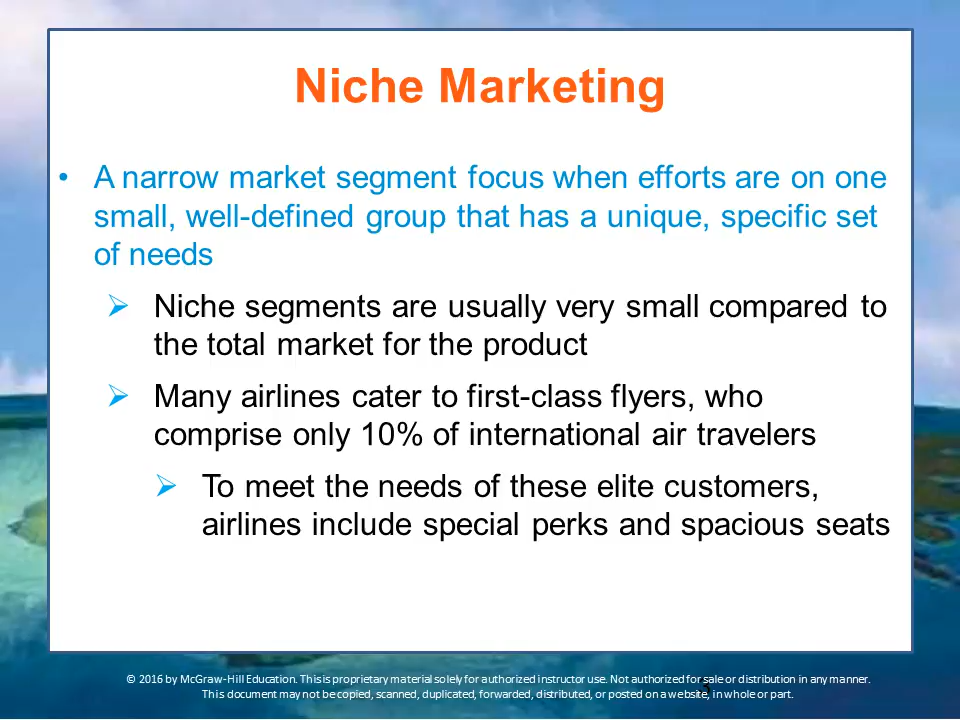 Niche Marketing
• A narrow market segment focus when efforts are on one
small, well-defined group that has a unique, specific set
of needs
➢ Niche segments are usually very small compared to
the total market for the product
➢ Many airlines cater to first-class flyers, who
comprise only 10% of international air travelers
➢ To meet the needs of these elite customers,
airlines include special perks and spacious seats
© 2016 by McGraw-Hill Education. This is proprietary material solely for authorized instructor use. Not authorized for sale or distribution in any manner.
This document may not be copied, scanned, duplicated, forwarded, distributed, or posted on a website, in whole or part.